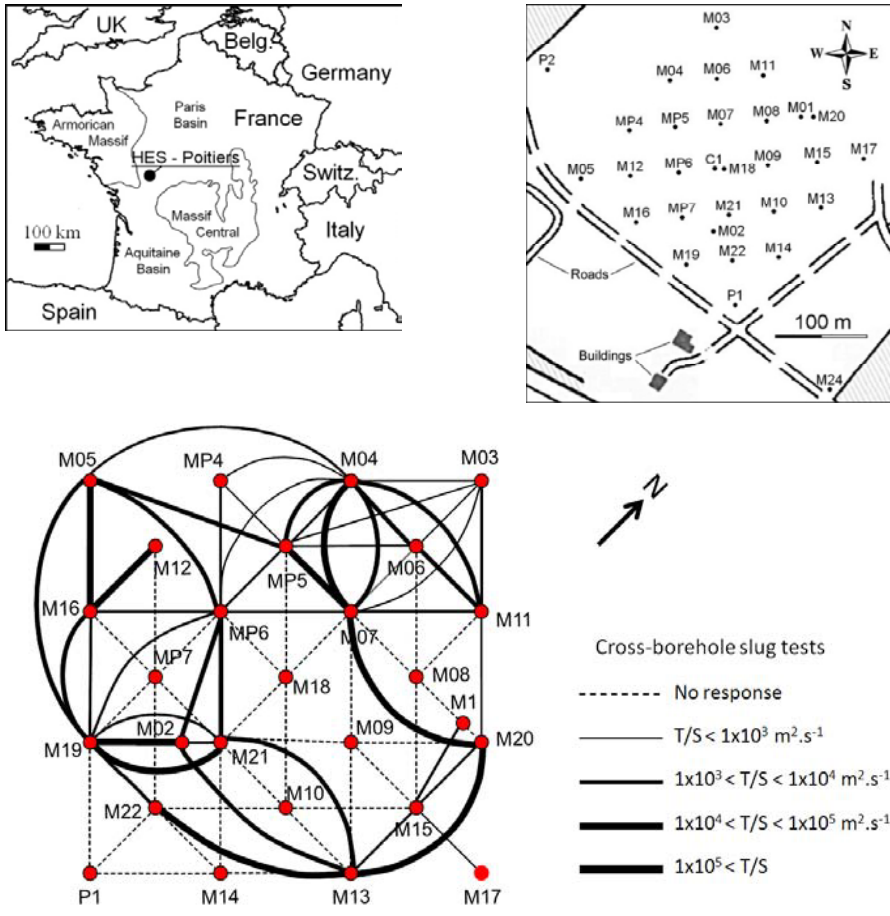 UK
Belg.
Germany
Paris
Basin
France
Armorican
Massif
HES - Poitiers
Switz.
Massif
Central
100 km
Italy
Aquitaine
Basin
Spain
M03
N
W E
S
P2
M04 M06 M11
MP4 MP5 M07 M08 M01 M20
M05 M12 MP6 C1 M18 M09 M15 M17
M16 MP7 M21 M10 M13
M02
M19 M22 M14
Roads
P1
100 m
Buildings
M24
M05 MP4 M04 M03
N
M12 MP5 M06
M16 MP6 M07 M11
MP7 M18 M08
M1
M19 M02 M21 M09 M20
M22 M10 M15
P1 M14 M13 M17
Cross-borehole slug tests
No response
T/S < 1x10³ m².s⁻¹
1x10³ < T/S < 1x10⁴ m².s⁻¹
1x10⁴ < T/S < 1x10⁵ m².s⁻¹
1x10⁵ < T/S